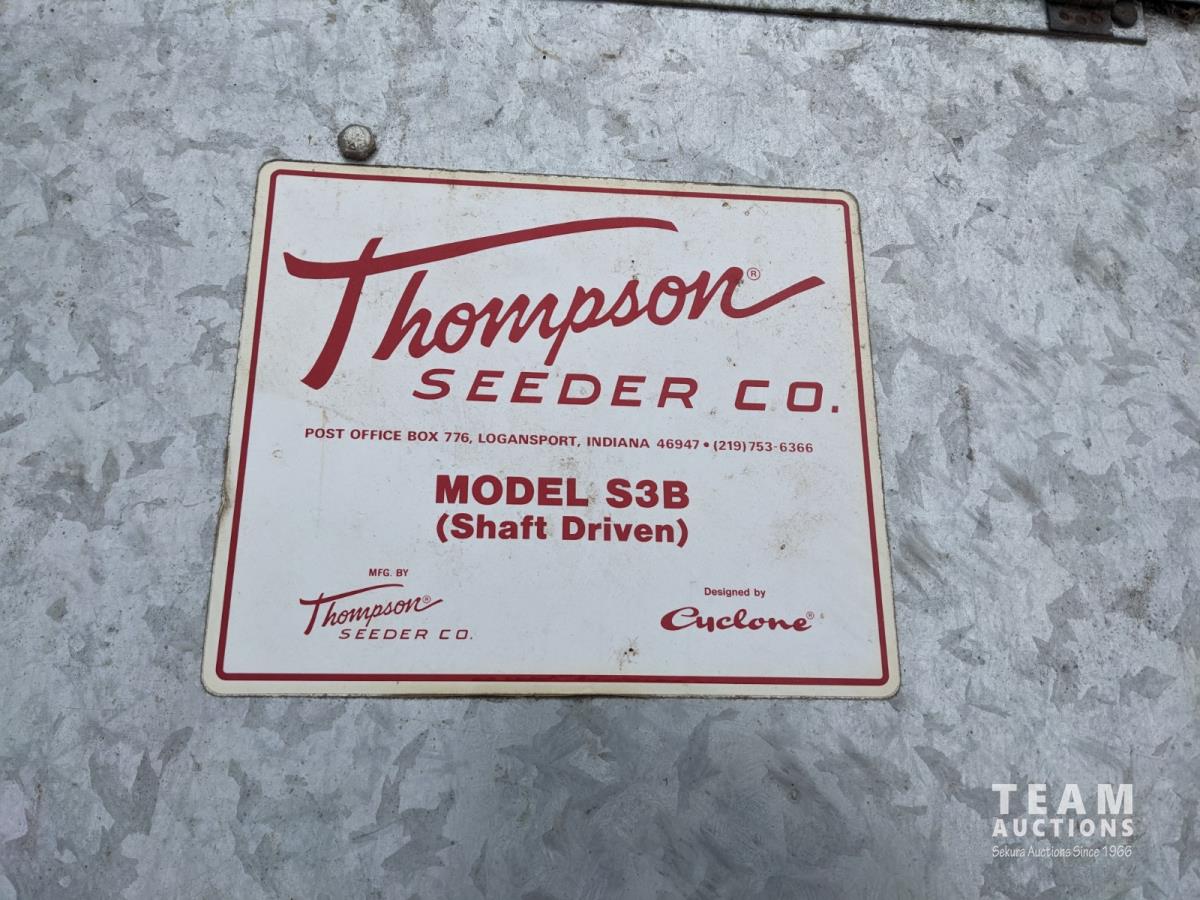 Thompson®
SEEDER CO.
POST OFFICE BOX 776, LOGANSPORT, INDIANA 46947 • (219) 753-6366
MODEL S3B
(Shaft Driven)
MFG. BY
Thompson®
SEEDER CO.
Designed by
Cyclone®
TEAM
AUCTIONS
Sekura Auctions Since 1966